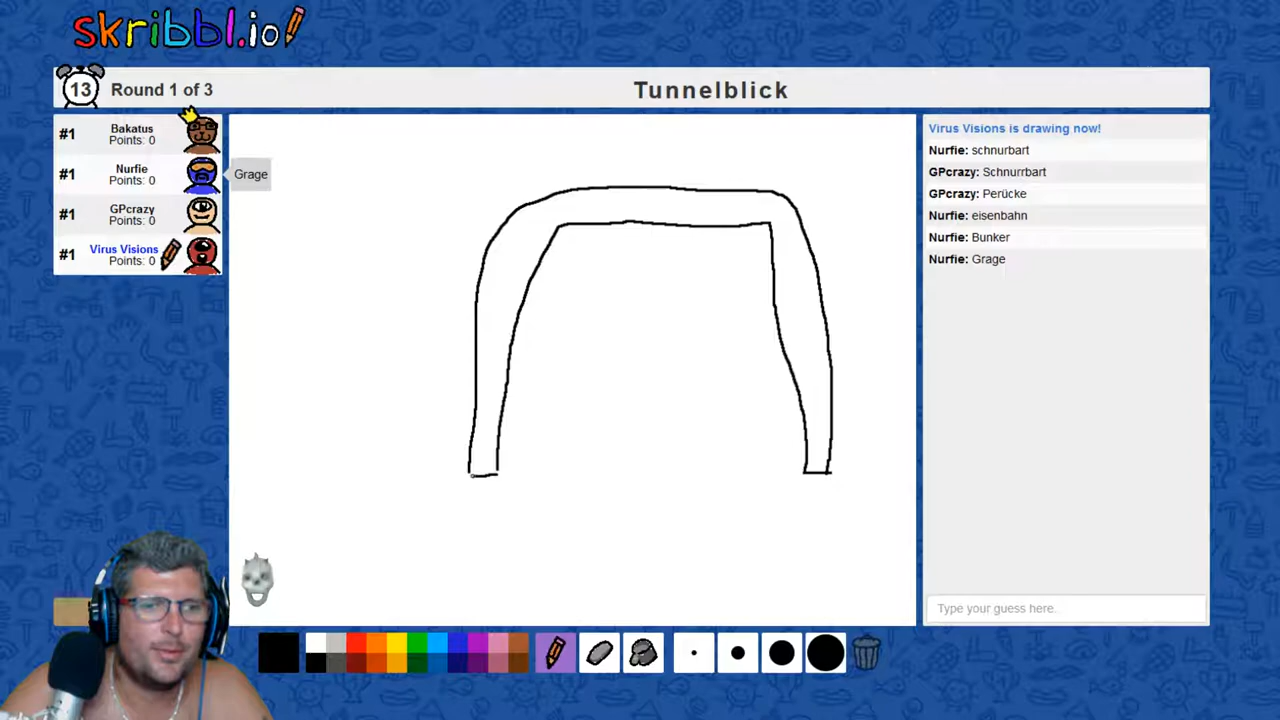 skribbl.io
13
Round 1 of 3
Tunnelblick
#1
Bakatus
Points: 0
#1
Nurfie
Points: 0
Grage
#1
GPcrazy
Points: 0
#1
Virus Visions
Points: 0
Virus Visions is drawing now!
Nurfie: schnurbart
GPcrazy: Schnurrbart
GPcrazy: Perücke
Nurfie: eisenbahn
Nurfie: Bunker
Nurfie: Grage
Type your guess here.